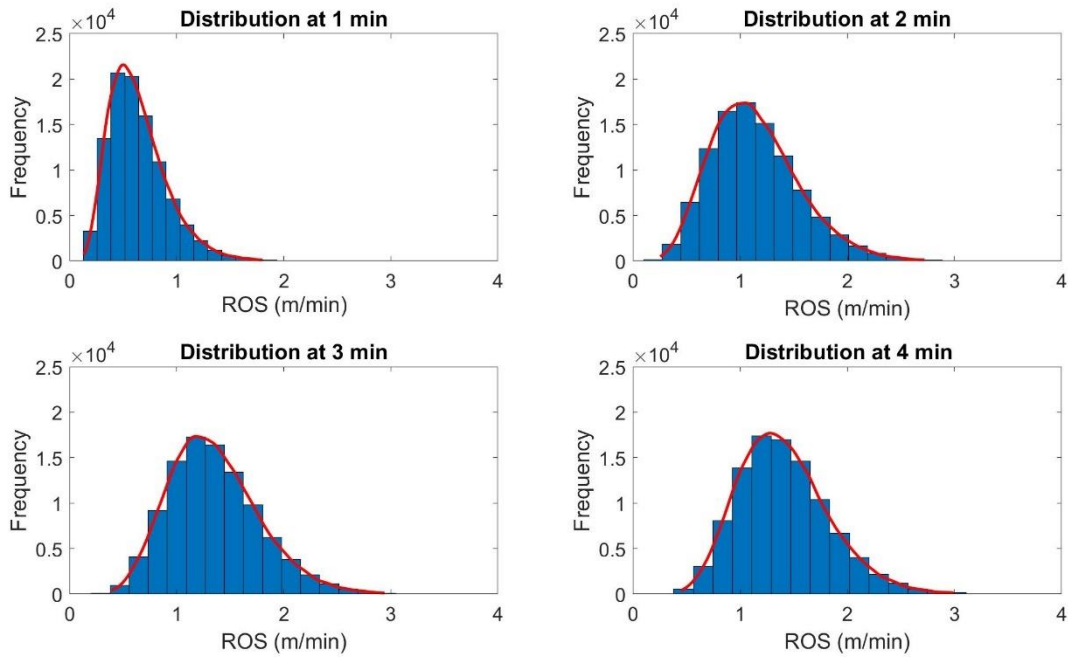 Distribution at 1 min
×10⁴
2.5
2
1.5
1
0.5
0
Frequency
0 1 2 3 4
ROS (m/min)
Distribution at 2 min
×10⁴
2.5
2
1.5
1
0.5
0
Frequency
0 1 2 3 4
ROS (m/min)
Distribution at 3 min
×10⁴
2.5
2
1.5
1
0.5
0
Frequency
0 1 2 3 4
ROS (m/min)
Distribution at 4 min
×10⁴
2.5
2
1.5
1
0.5
0
Frequency
0 1 2 3 4
ROS (m/min)